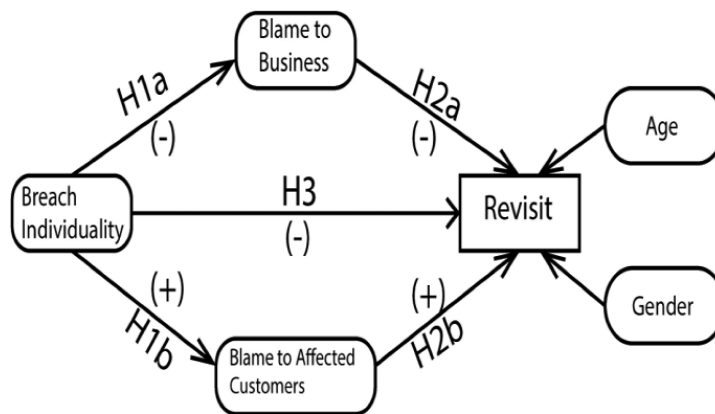 Blame to
Business
H1a
(-)
H2a
(-)
Age
Breach
Individuality
H3
(-)
Revisit
(+)
H1b
(+)
H2b
Gender
Blame to Affected
Customers